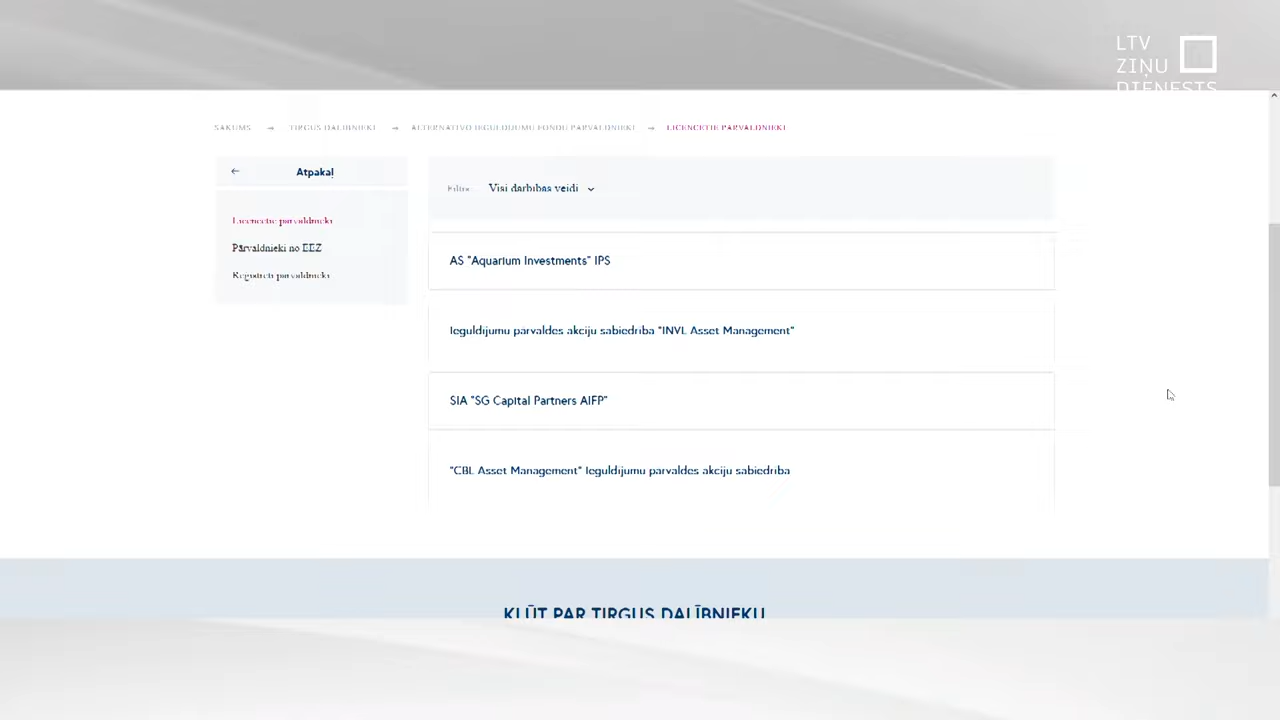 LTV
ZIŅU
DIENESTS
SĀKUMS → TIRGUS DALĪBNIEKI → ALTERNATĪVO IEGULDĪJUMU FONDU PĀRVALDNIEKI → LICENCĒTIE PĀRVALDNIEKI
← Atpakaļ
Licencētie pārvaldnieki
Pārvaldnieki no EEZ
Reģistrēti pārvaldnieki
Filtrs: Visi darbības veidi
AS "Aquarium Investments" IPS
Ieguldījumu pārvaldes akciju sabiedrība "INVL Asset Management"
SIA "SG Capital Partners AIFP"
"CBL Asset Management" Ieguldījumu pārvaldes akciju sabiedrība
KĻŪT PAR TIRGUS DALĪBNIEKU